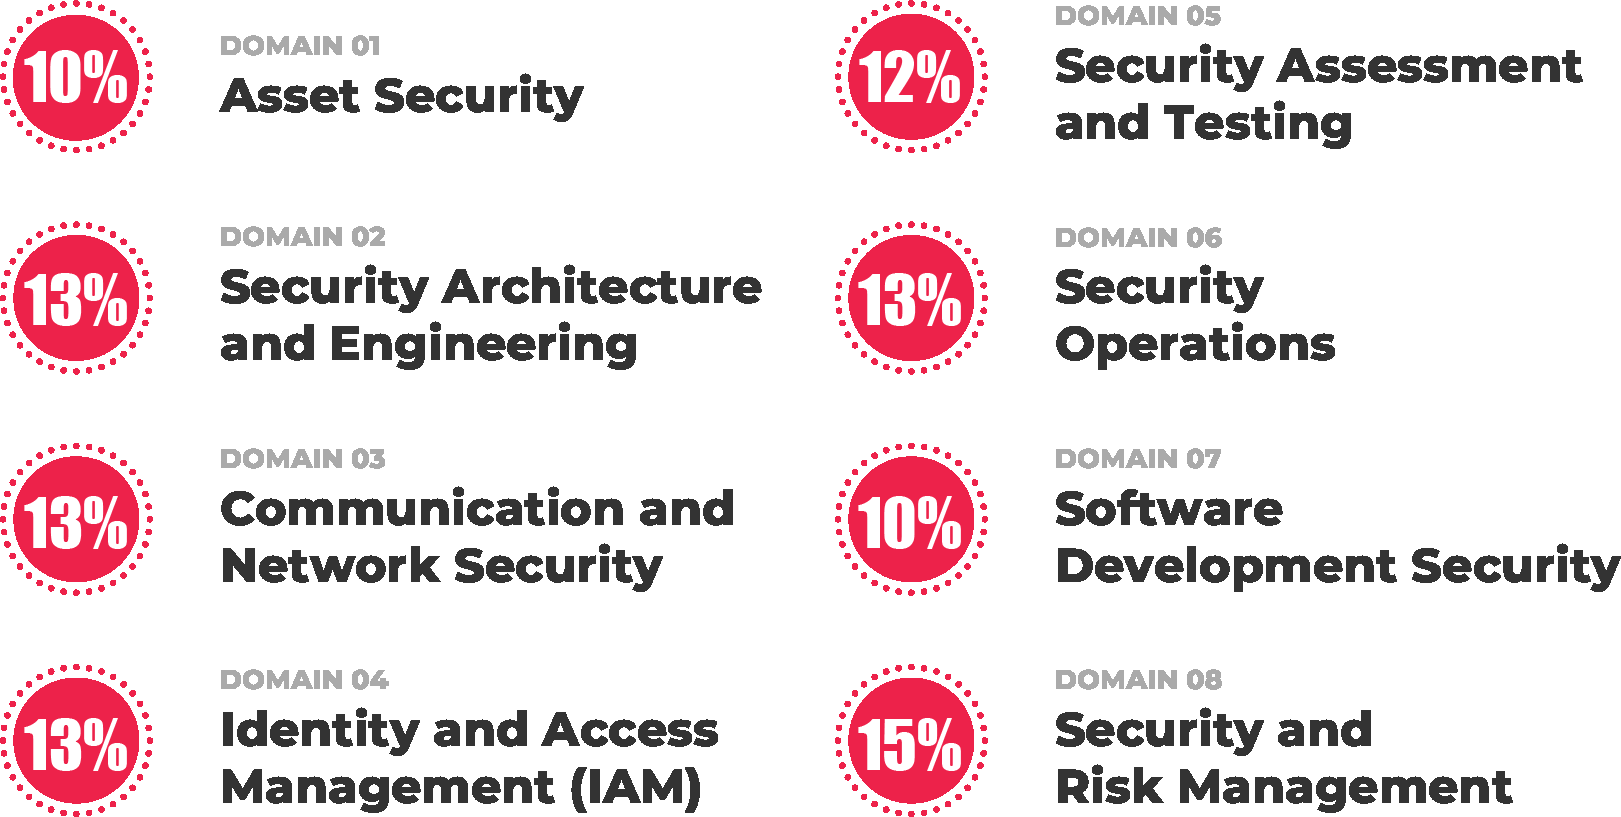 10%
DOMAIN 01
Asset Security
13%
DOMAIN 02
Security Architecture
and Engineering
13%
DOMAIN 03
Communication and
Network Security
13%
DOMAIN 04
Identity and Access
Management (IAM)
12%
DOMAIN 05
Security Assessment
and Testing
13%
DOMAIN 06
Security
Operations
10%
DOMAIN 07
Software
Development Security
15%
DOMAIN 08
Security and
Risk Management